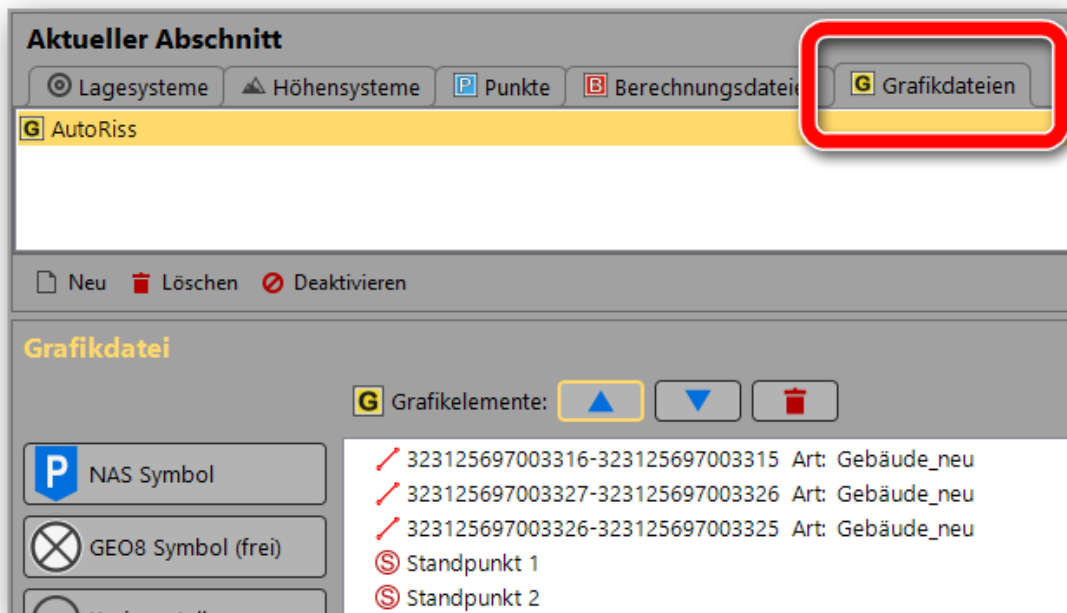 Aktueller Abschnitt
Lagesysteme Höhensysteme P Punkte B G Grafikdateien
G AutoRiss
Neu Löschen Deaktivieren
Grafikdatei
G Grafikelemente:
P NAS Symbol
GEO8 Symbol (frei)
323125697003316-323125697003315 Art: Gebäude_neu
323125697003327-323125697003326 Art: Gebäude_neu
323125697003326-323125697003325 Art: Gebäude_neu
S Standpunkt 1
S Standpunkt 2